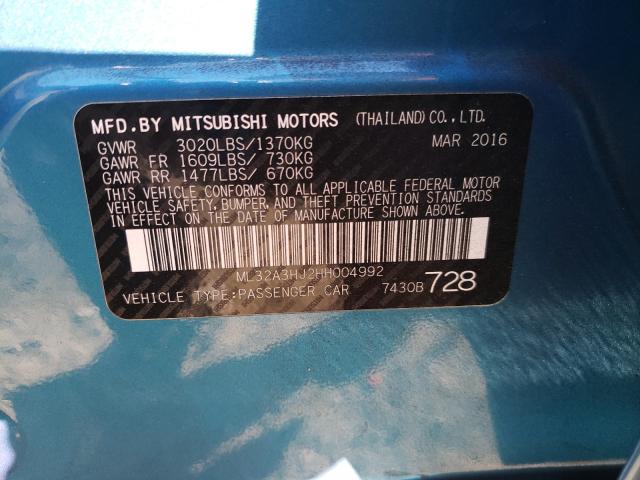 MFD.BY MITSUBISHI MOTORS (THAILAND)CO.,LTD.
GVWR 3020LBS/1370KG MAR 2016
GAWR FR 1609LBS/ 730KG
GAWR RR 1477LBS/ 670KG
THIS VEHICLE CONFORMS TO ALL APPLICABLE FEDERAL MOTOR
VEHICLE SAFETY, BUMPER, AND THEFT PREVENTION STANDARDS
IN EFFECT ON THE DATE OF MANUFACTURE SHOWN ABOVE.
ML32A3HJ2HH004992
VEHICLE TYPE:PASSENGER CAR 7430B 728